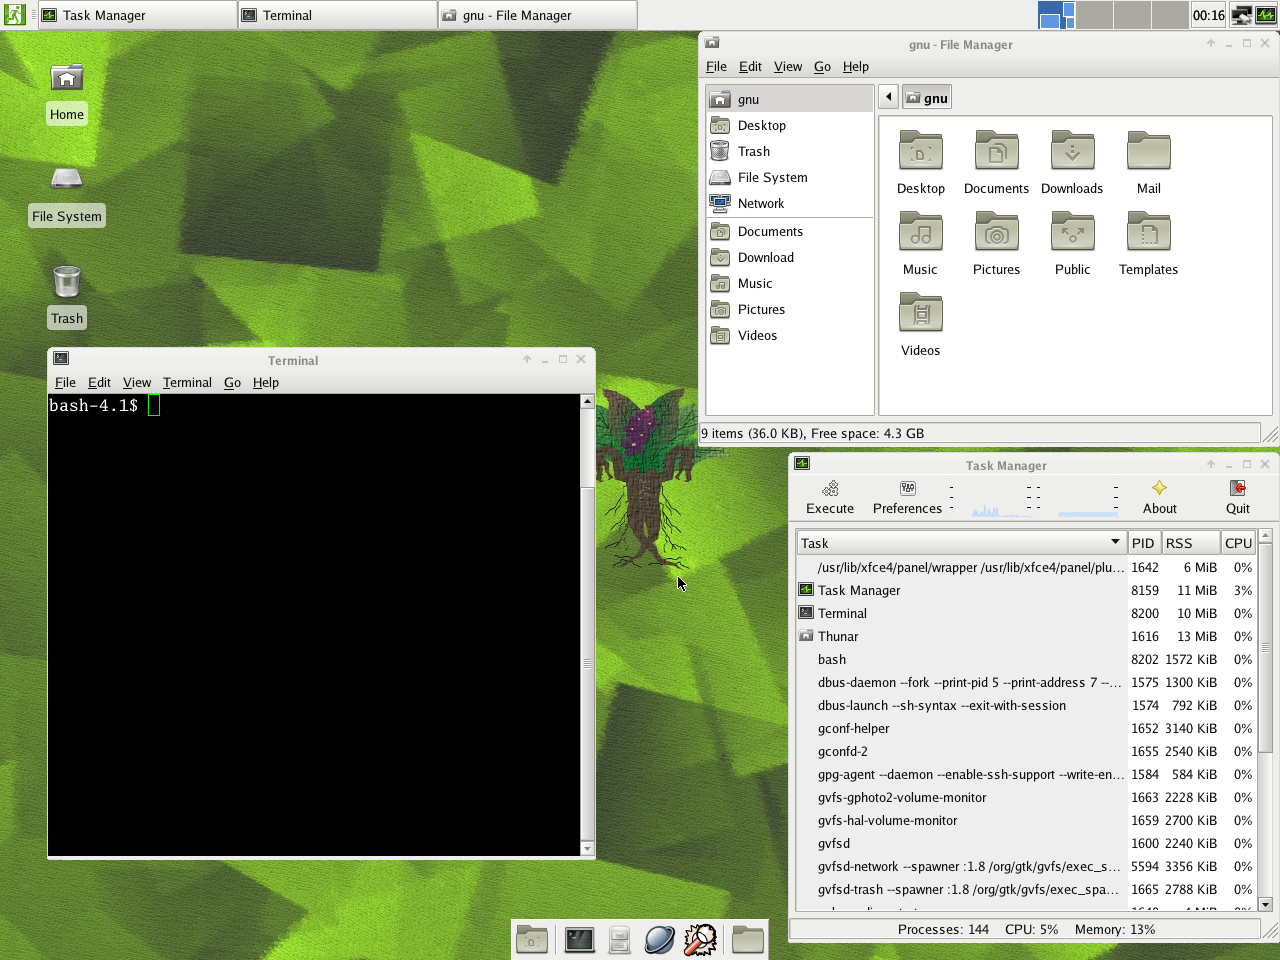 Task Manager
Terminal
gnu - File Manager
00:16
Home
File System
Trash
gnu - File Manager
File Edit View Go Help
gnu
Desktop
Trash
File System
Network
Documents
Download
Music
Pictures
Videos
gnu
Desktop Documents Downloads Mail
Music Pictures Public Templates
Videos
9 items (36.0 KB), Free space: 4.3 GB
Terminal
File Edit View Terminal Go Help
bash-4.1$
Task Manager
Execute Preferences About Quit
Task PID RSS CPU
/usr/lib/xfce4/panel/wrapper /usr/lib/xfce4/panel/plu... 1642 6 MiB 0%
Task Manager 8159 11 MiB 3%
Terminal 8200 10 MiB 0%
Thunar 1616 13 MiB 0%
bash 8202 1572 KiB 0%
dbus-daemon --fork --print-pid 5 --print-address 7 --... 1575 1300 KiB 0%
dbus-launch --sh-syntax --exit-with-session 1574 792 KiB 0%
gconf-helper 1652 3140 KiB 0%
gconfd-2 1655 2540 KiB 0%
gpg-agent --daemon --enable-ssh-support --write-en... 1584 584 KiB 0%
gvfs-gphoto2-volume-monitor 1663 2228 KiB 0%
gvfs-hal-volume-monitor 1659 2700 KiB 0%
gvfsd 1600 2240 KiB 0%
gvfsd-network --spawner :1.8 /org/gtk/gvfs/exec_s... 5594 3356 KiB 0%
gvfsd-trash --spawner :1.8 /org/gtk/gvfs/exec_spa... 1665 2788 KiB 0%
Processes: 144 CPU: 5% Memory: 13%